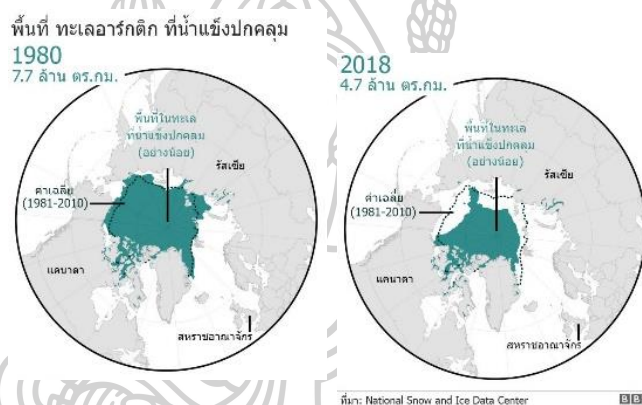 พื้นที่ ทะเลอาร์กติก ที่น้ำแข็งปกคลุม
1980
7.7 ล้าน ตร.กม.
พื้นที่ในทะเล
ที่น้ำแข็งปกคลุม
(อย่างน้อย)
รัสเซีย
ค่าเฉลี่ย
(1981-2010)
แคนาดา
สหราชอาณาจักร
2018
4.7 ล้าน ตร.กม.
พื้นที่ในทะเล
ที่น้ำแข็งปกคลุม
(อย่างน้อย)
รัสเซีย
ค่าเฉลี่ย
(1981-2010)
แคนาดา
สหราชอาณาจักร
ที่มา: National Snow and Ice Data Center
BB